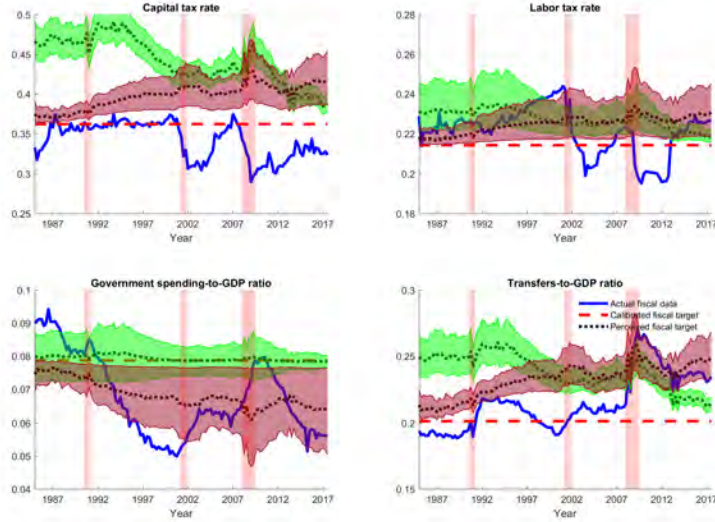 Capital tax rate
0.5
0.45
0.4
0.35
0.3
0.25
1987 1992 1997 2002 2007 2012 2017
Year
Labor tax rate
0.28
0.26
0.24
0.22
0.2
0.18
1987 1992 1997 2002 2007 2012 2017
Year
Government spending-to-GDP ratio
0.1
0.09
0.08
0.07
0.06
0.05
0.04
1987 1992 1997 2002 2007 2012 2017
Year
Transfers-to-GDP ratio
0.3
0.25
0.2
0.15
Actual fiscal data
Calibrated fiscal target
Perceived fiscal target
1987 1992 1997 2002 2007 2012 2017
Year